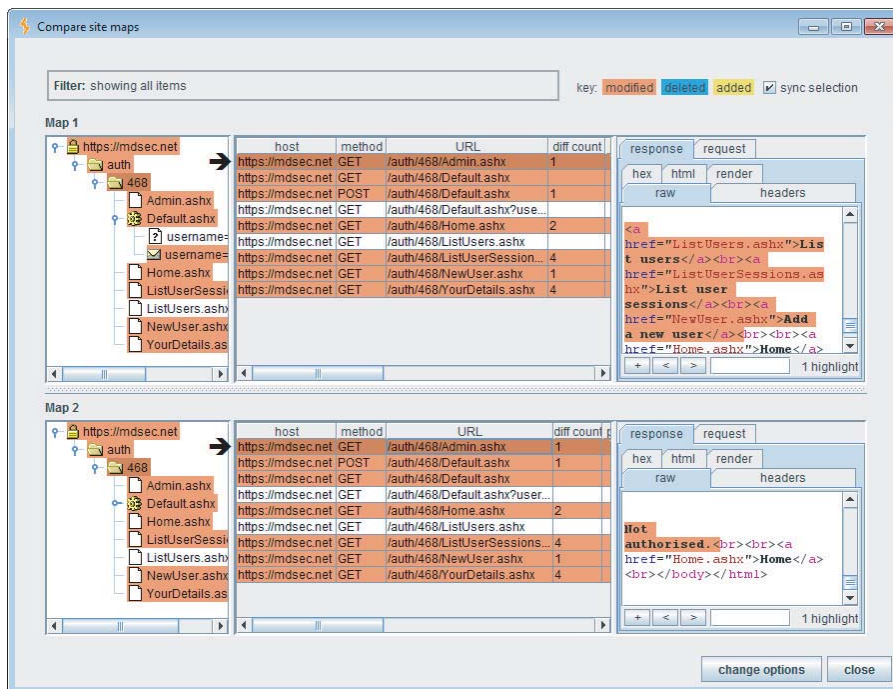 Compare site maps
Filter: showing all items
key: modified deleted added sync selection
Map 1
https://mdsec.net
auth
468
Admin.ashx
Default.ashx
username=
username=
Home.ashx
ListUserSessi
ListUsers.ashx
NewUser.ashx
YourDetails.as
host method URL diff count
https://mdsec.net GET /auth/468/Admin.ashx 1
https://mdsec.net GET /auth/468/Default.ashx
https://mdsec.net POST /auth/468/Default.ashx 1
https://mdsec.net GET /auth/468/Default.ashx?use...
https://mdsec.net GET /auth/468/Home.ashx 2
https://mdsec.net GET /auth/468/ListUsers.ashx
https://mdsec.net GET /auth/468/ListUserSession... 4
https://mdsec.net GET /auth/468/NewUser.ashx 1
https://mdsec.net GET /auth/468/YourDetails.ashx 4
response request
hex html render
raw headers
<a
href="ListUsers.ashx">Lis
t users</a><br><a
href="ListUserSessions.as
hx">List user
sessions</a><br><a
href="NewUser.ashx">Add
a new user</a><br><br><a
href="Home.ashx">Home</a>
+ < > 1 highlight
Map 2
https://mdsec.net
auth
468
Admin.ashx
Default.ashx
Home.ashx
ListUserSessi
ListUsers.ashx
NewUser.ashx
YourDetails.as
host method URL diff count p
https://mdsec.net GET /auth/468/Admin.ashx 1
https://mdsec.net POST /auth/468/Default.ashx 1
https://mdsec.net GET /auth/468/Default.ashx
https://mdsec.net GET /auth/468/Default.ashx?user...
https://mdsec.net GET /auth/468/Home.ashx 2
https://mdsec.net GET /auth/468/ListUsers.ashx
https://mdsec.net GET /auth/468/ListUserSessions... 4
https://mdsec.net GET /auth/468/NewUser.ashx 1
https://mdsec.net GET /auth/468/YourDetails.ashx 4
response request
hex html render
raw headers
Not
authorised.<br><br><a
href="Home.ashx">Home</a>
<br></body></html>
+ < > 1 highlight
change options close